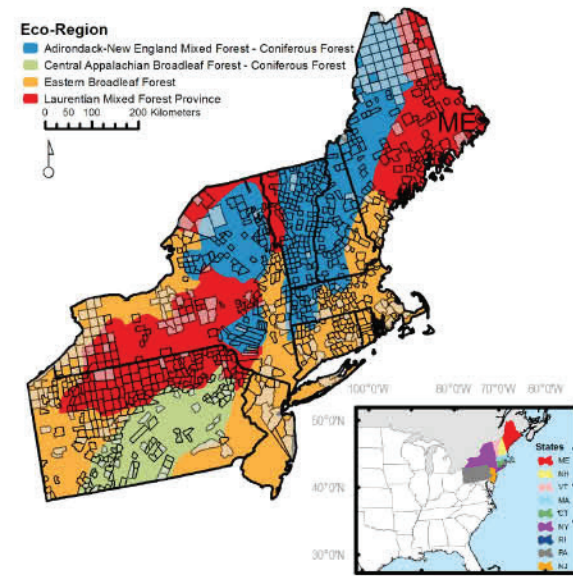 Eco-Region
Adirondack-New England Mixed Forest - Coniferous Forest
Central Appalachian Broadleaf Forest - Coniferous Forest
Eastern Broadleaf Forest
Laurentian Mixed Forest Province
0 50 100 200 Kilometers
ME
100°0'W 80°0'W 70°0'W 60°0'W
50°0'N
40°0'N
30°0'N
States
ME
NH
VT
MA
CT
NY
RI
PA
NJ